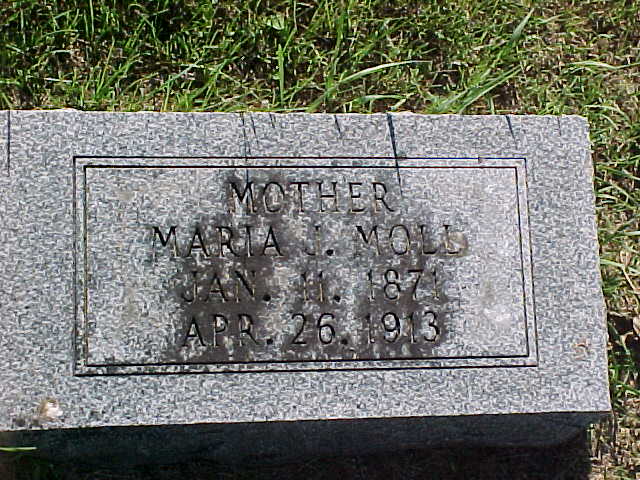 MOTHER
MARIA J. MOLL
JAN. 11. 1871
APR. 26. 1913